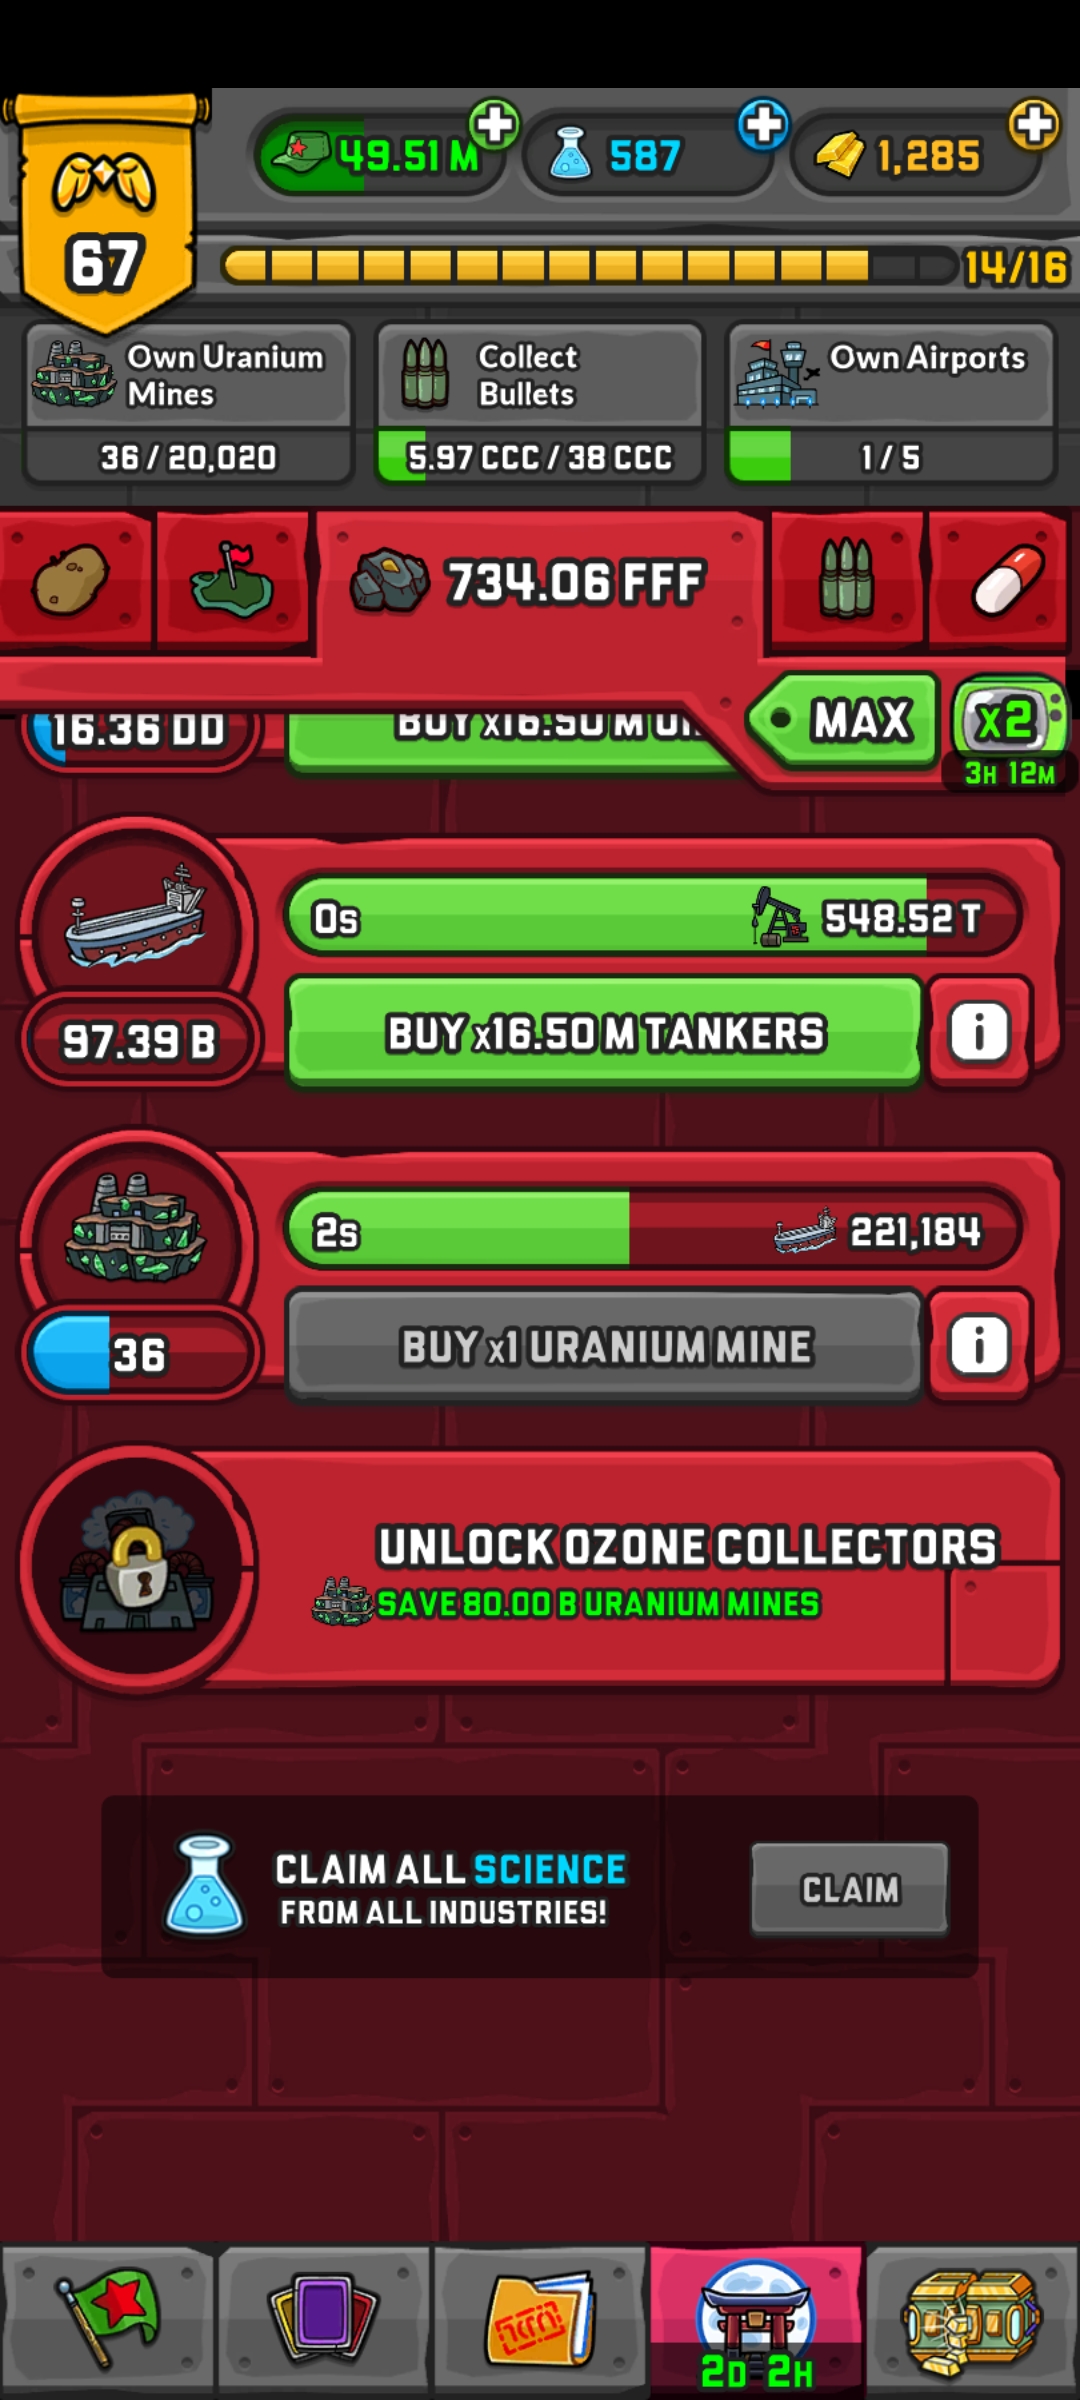 49.51 M
587
1,285
67
14/16
Own Uranium
Mines
36 / 20,020
Collect
Bullets
5.97 CCC / 38 CCC
Own Airports
1 / 5
734.06 FFF
MAX
X2
3H 12M
16.36 DD
BUY x16.50 M
0s
548.52 T
97.39 B
BUY x16.50 M TANKERS
i
2s
221,184
36
BUY x1 URANIUM MINE
i
UNLOCK OZONE COLLECTORS
SAVE 80.00 B URANIUM MINES
CLAIM ALL SCIENCE
FROM ALL INDUSTRIES!
CLAIM
2D 2H